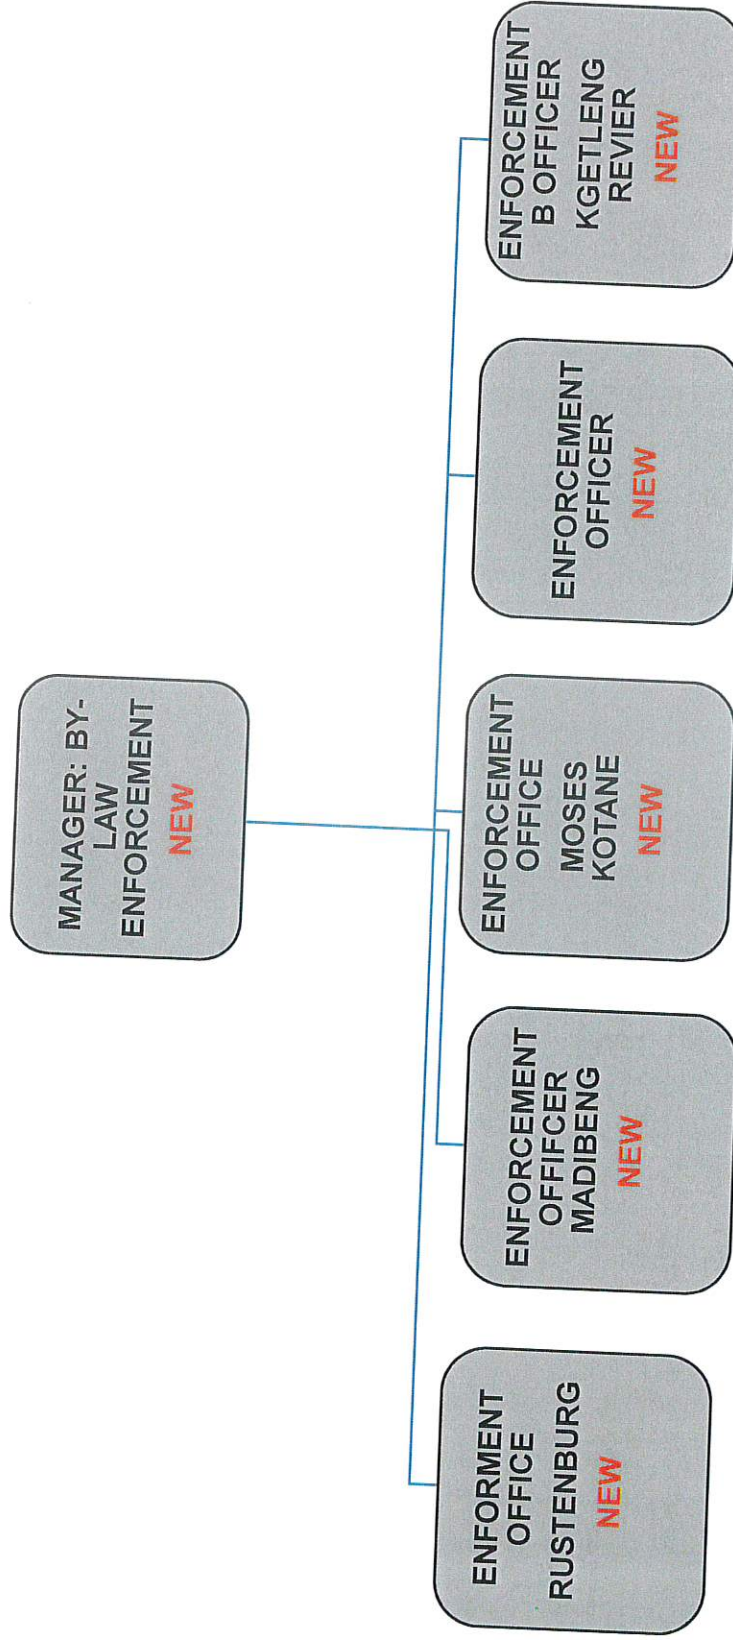 MANAGER: BY-
LAW
ENFORCEMENT
NEW
ENFORMENT
OFFICE
RUSTENBURG
NEW
ENFORCEMENT
OFFIFCER
MADIBENG
NEW
ENFORCEMENT
OFFICE
MOSES
KOTANE
NEW
ENFORCEMENT
OFFICER
NEW
ENFORCEMENT
B OFFICER
KGETLENG
REVIER
NEW